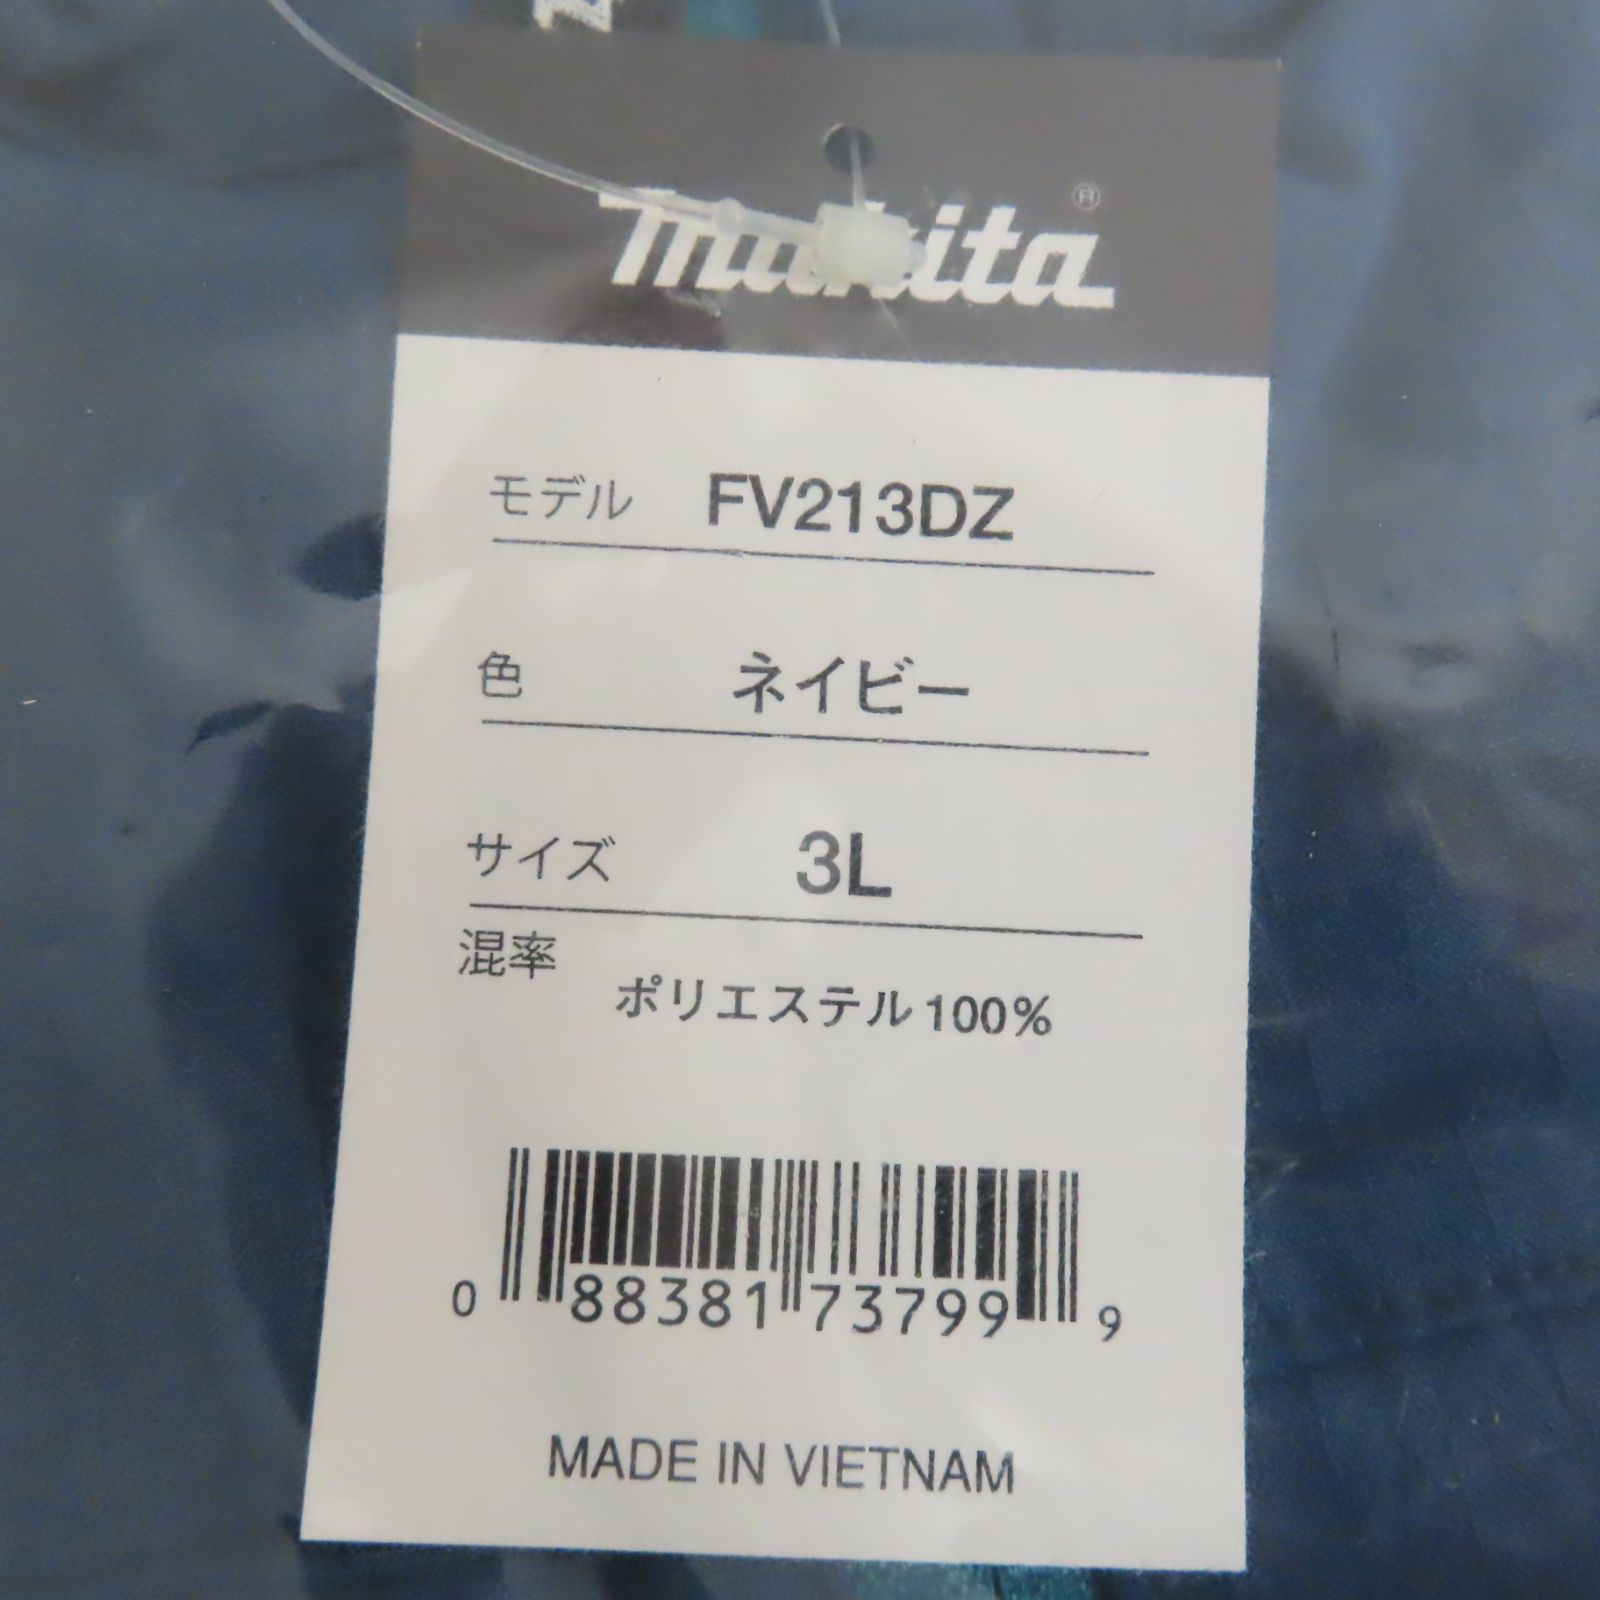 makita®
モデル FV213DZ
色 ネイビー
サイズ 3L
混率
ポリエステル100%
0 88381 73799 9
MADE IN VIETNAM